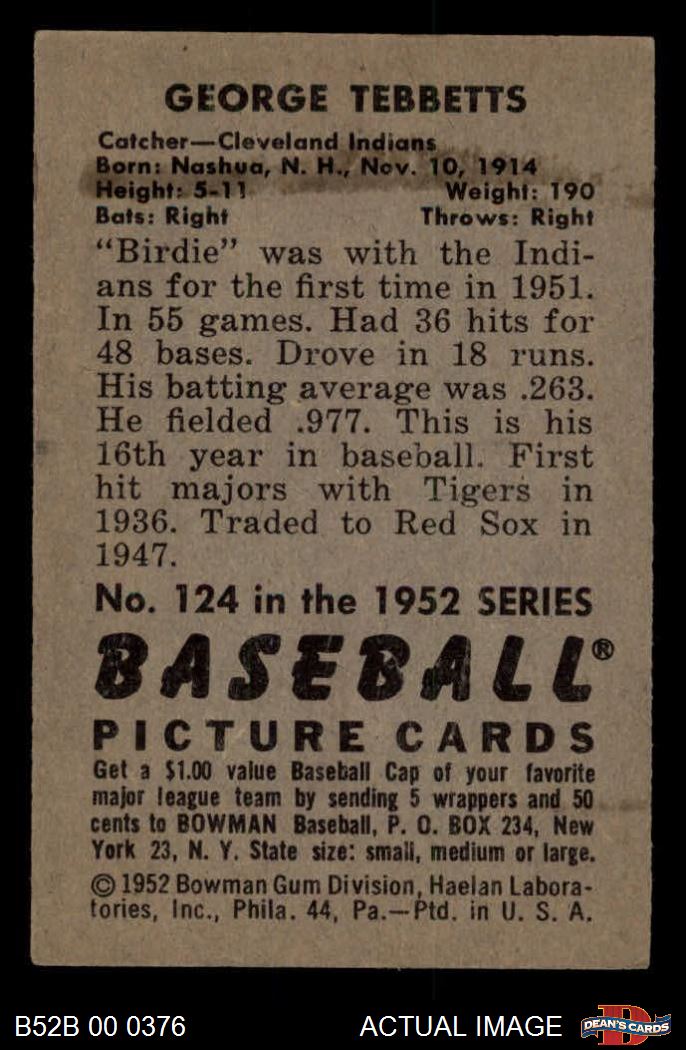 GEORGE TEBBETTS
Catcher—Cleveland Indians
Born: Nashua, N. H., Nov. 10, 1914
Height: 5-11 Weight: 190
Bats: Right Throws: Right
“Birdie” was with the Indi-
ans for the first time in 1951.
In 55 games. Had 36 hits for
48 bases. Drove in 18 runs.
His batting average was .263.
He fielded .977. This is his
16th year in baseball. First
hit majors with Tigers in
1936. Traded to Red Sox in
1947.
No. 124 in the 1952 SERIES
BASEBALL®
PICTURE CARDS
Get a $1.00 value Baseball Cap of your favorite
major league team by sending 5 wrappers and 50
cents to BOWMAN Baseball, P. O. BOX 234, New
York 23, N. Y. State size: small, medium or large.
© 1952 Bowman Gum Division, Haelan Labora-
tories, Inc., Phila. 44, Pa.—Ptd. in U. S. A.
B52B 00 0376 ACTUAL IMAGE D DEAN'S CARDS